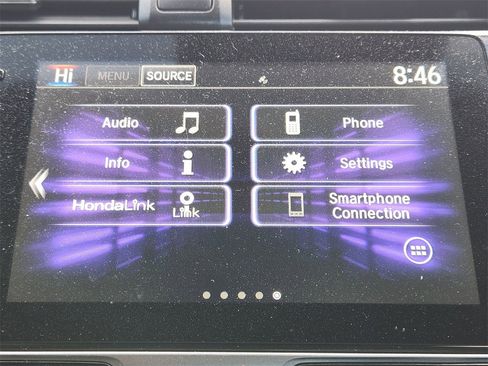 Hi MENU SOURCE 8:46
Audio
Phone
Info
Settings
HondaLink
Link
Smartphone
Connection